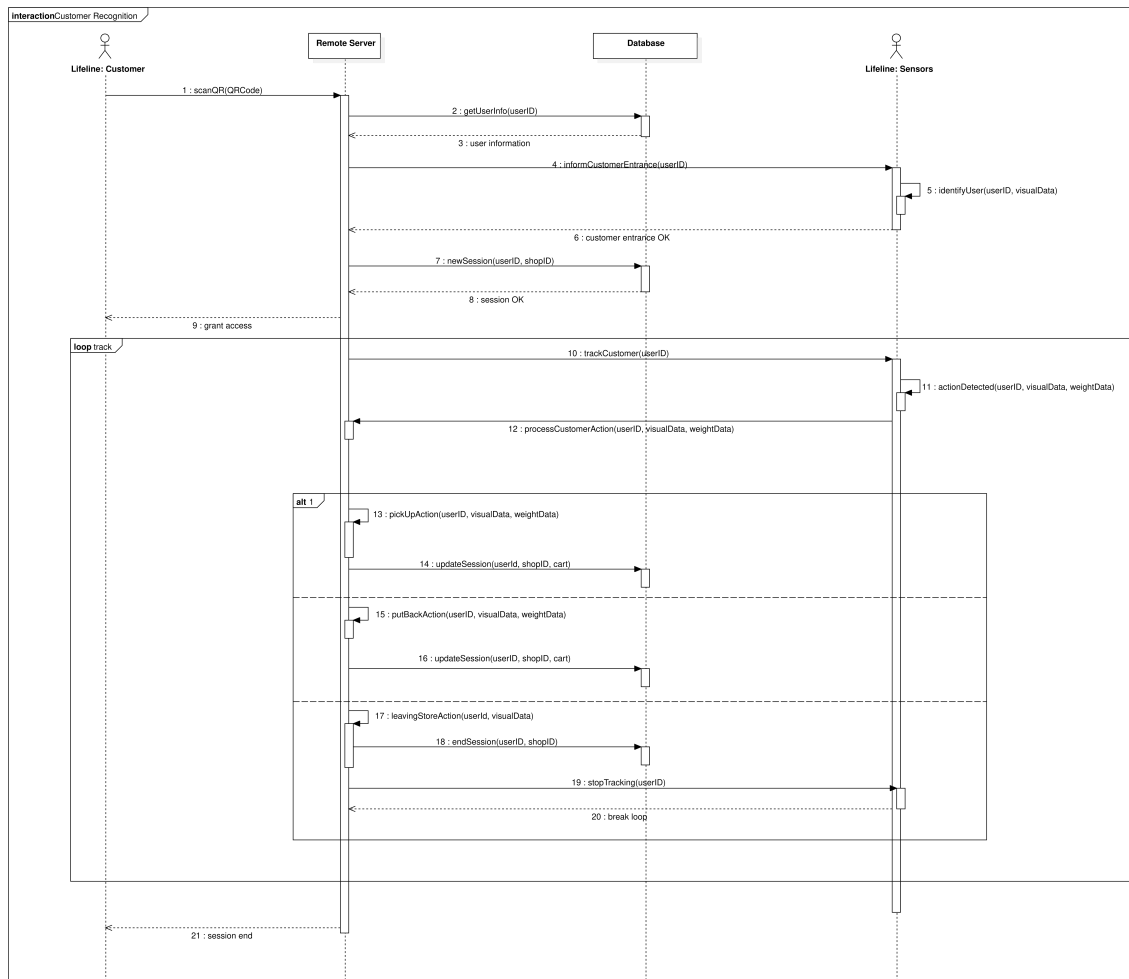 interactionCustomer Recognition
Remote Server
Database
Lifeline: Customer
Lifeline: Sensors
1 : scanQR(QRCode)
2 : getUserInfo(userID)
3 : user information
4 : informCustomerEntrance(userID)
5 : identifyUser(userID, visualData)
6 : customer entrance OK
7 : newSession(userID, shopID)
8 : session OK
9 : grant access
loop track
10 : trackCustomer(userID)
11 : actionDetected(userID, visualData, weightData)
12 : processCustomerAction(userID, visualData, weightData)
alt 1
13 : pickUpAction(userID, visualData, weightData)
14 : updateSession(userId, shopID, cart)
15 : putBackAction(userID, visualData, weightData)
16 : updateSession(userID, shopID, cart)
17 : leavingStoreAction(userId, visualData)
18 : endSession(userID, shopID)
19 : stopTracking(userID)
20 : break loop
21 : session end